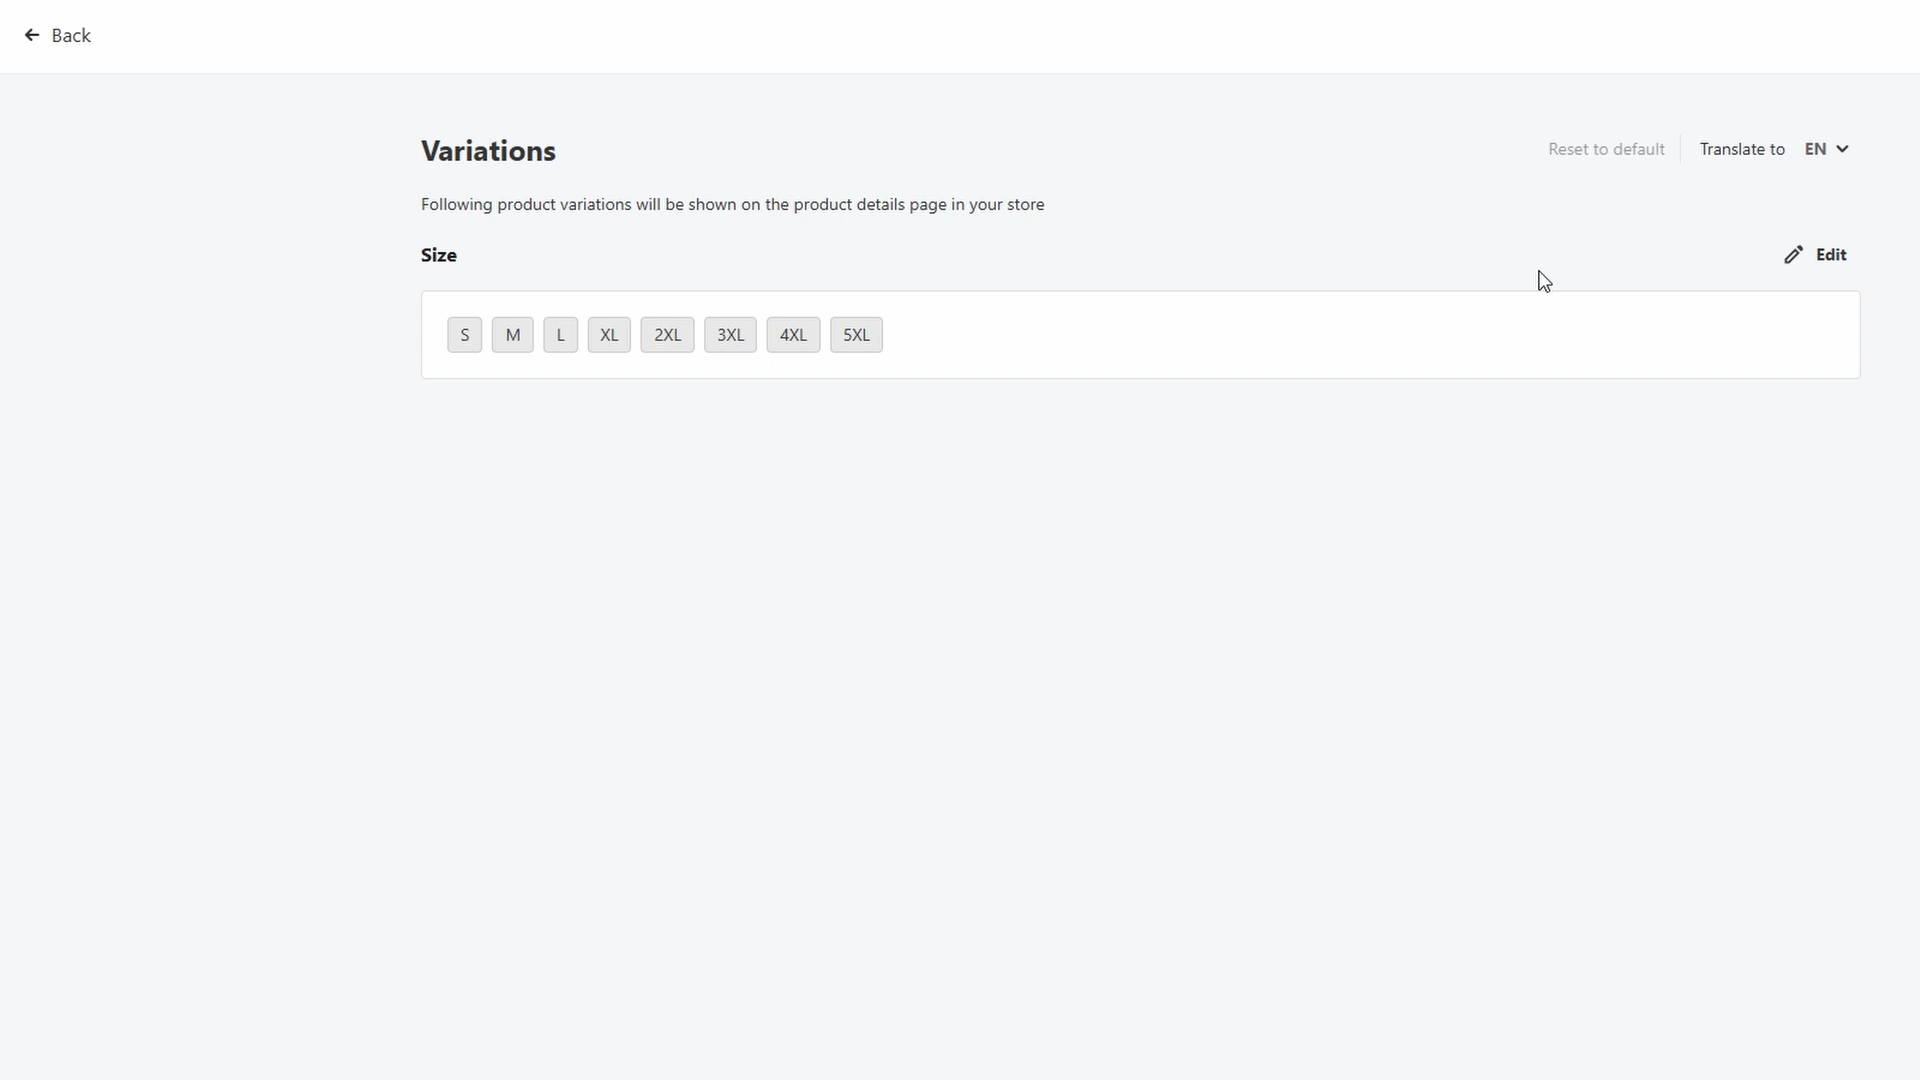 Back
Variations
Reset to default
Translate to EN
Following product variations will be shown on the product details page in your store
Size
Edit
S M L XL 2XL 3XL 4XL 5XL